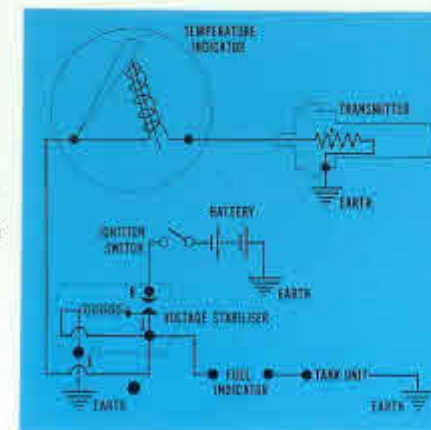 TEMPERATURE
INDICATOR
TRANSMITTER
EARTH
BATTERY
IGNITION
SWITCH
EARTH
B
VOLTAGE STABILISER
FUEL
INDICATOR
TANK UNIT
EARTH
EARTH